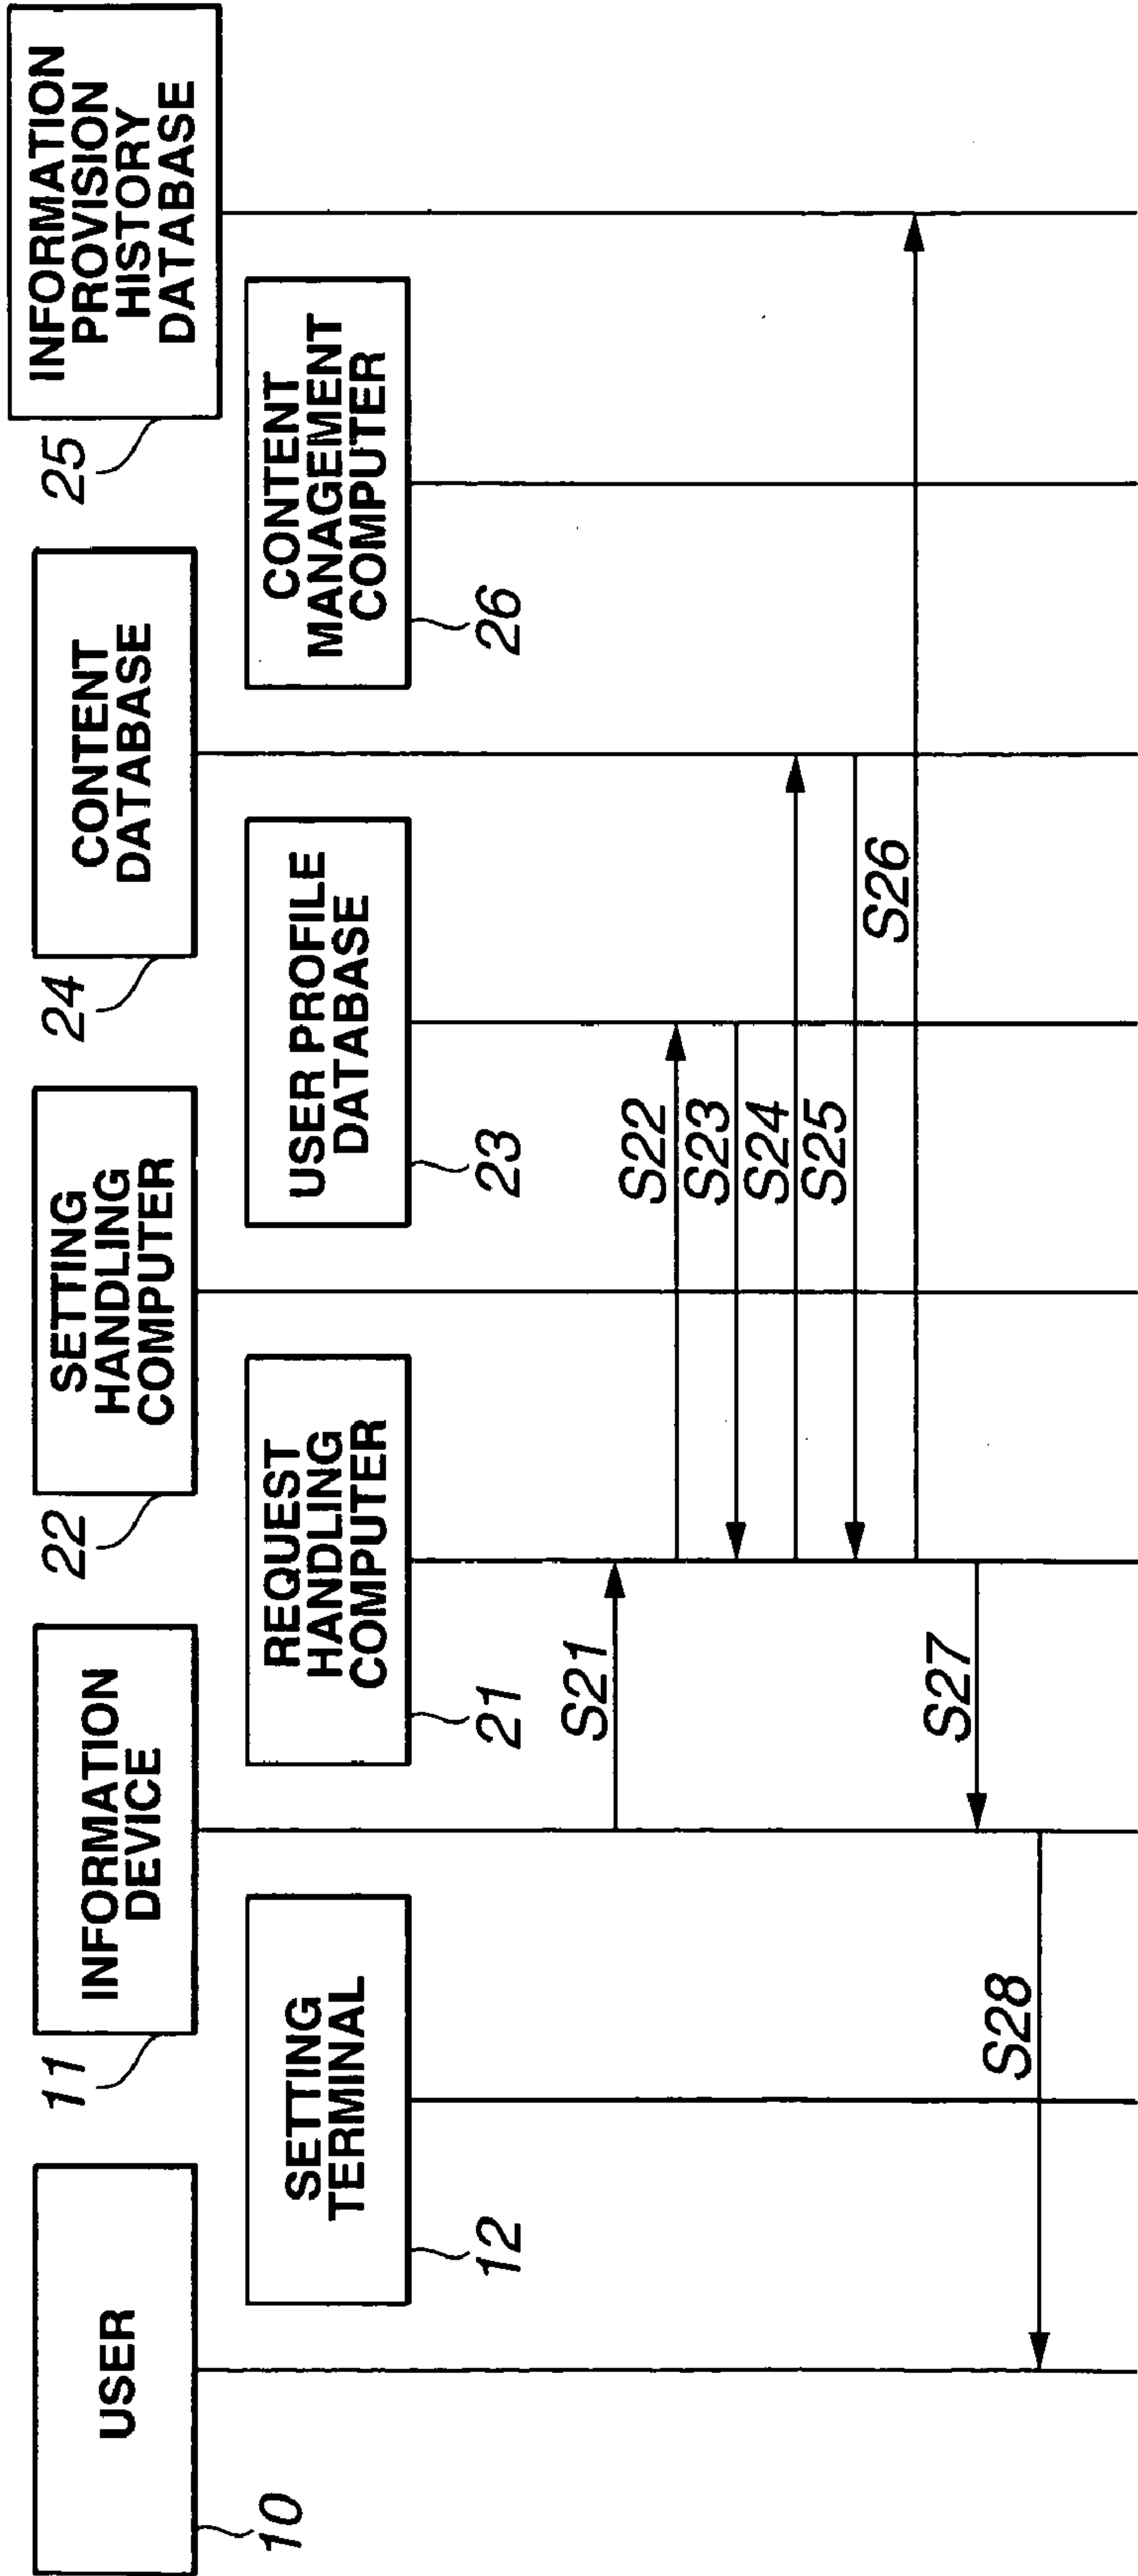 USER
10
INFORMATION
DEVICE
11
SETTING
HANDLING
COMPUTER
22
CONTENT
DATABASE
24
INFORMATION
PROVISION
HISTORY
DATABASE
25
SETTING
TERMINAL
12
REQUEST
HANDLING
COMPUTER
21
USER PROFILE
DATABASE
23
CONTENT
MANAGEMENT
COMPUTER
26
S21
S22
S23
S24
S25
S26
S27
S28